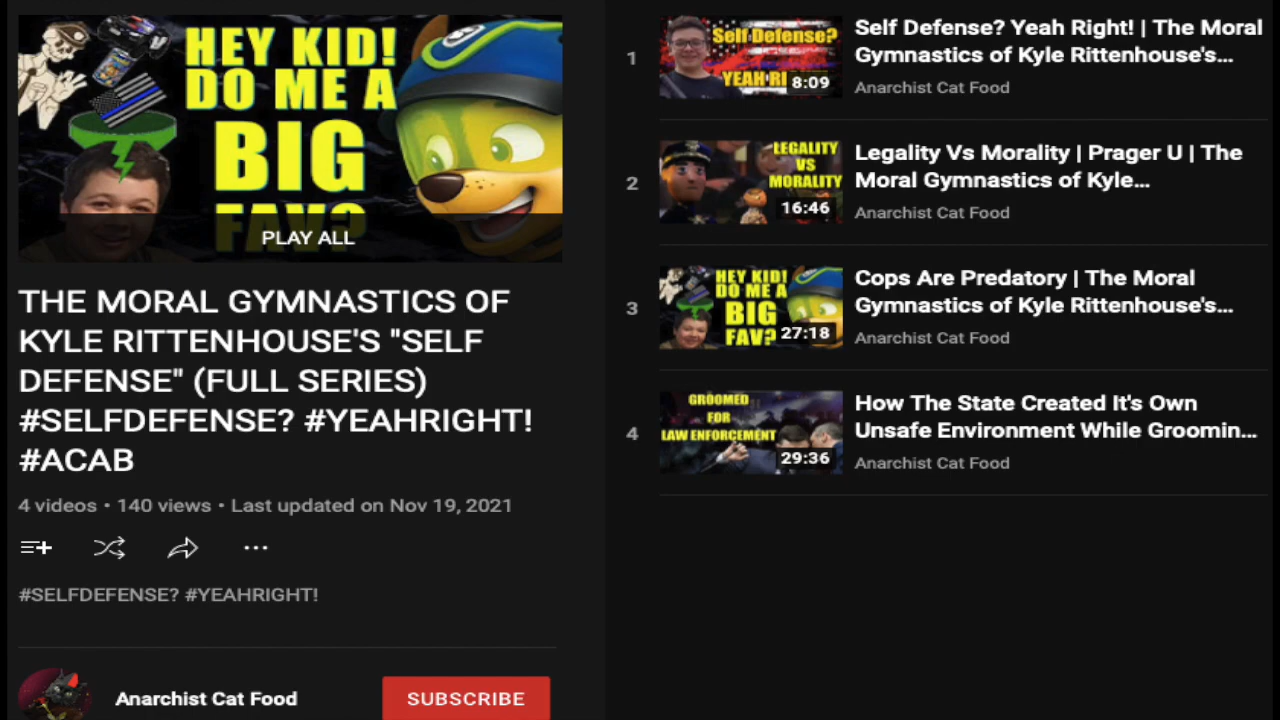 HEY KID!
DO ME A
BIG
FAV?
PLAY ALL
THE MORAL GYMNASTICS OF
KYLE RITTENHOUSE'S "SELF
DEFENSE" (FULL SERIES)
#SELFDEFENSE? #YEAHRIGHT!
#ACAB
4 videos • 140 views • Last updated on Nov 19, 2021
#SELFDEFENSE? #YEAHRIGHT!
Anarchist Cat Food
SUBSCRIBE
1
Self Defense?
YEAH RI
8:09
Self Defense? Yeah Right! | The Moral
Gymnastics of Kyle Rittenhouse's...
Anarchist Cat Food
2
LEGALITY
VS
MORALITY
16:46
Legality Vs Morality | Prager U | The
Moral Gymnastics of Kyle...
Anarchist Cat Food
3
HEY KID!
DO ME A
BIG
FAV?
27:18
Cops Are Predatory | The Moral
Gymnastics of Kyle Rittenhouse's...
Anarchist Cat Food
4
GROOMED
FOR
LAW ENFORCEMENT
29:36
How The State Created It's Own
Unsafe Environment While Groomin...
Anarchist Cat Food